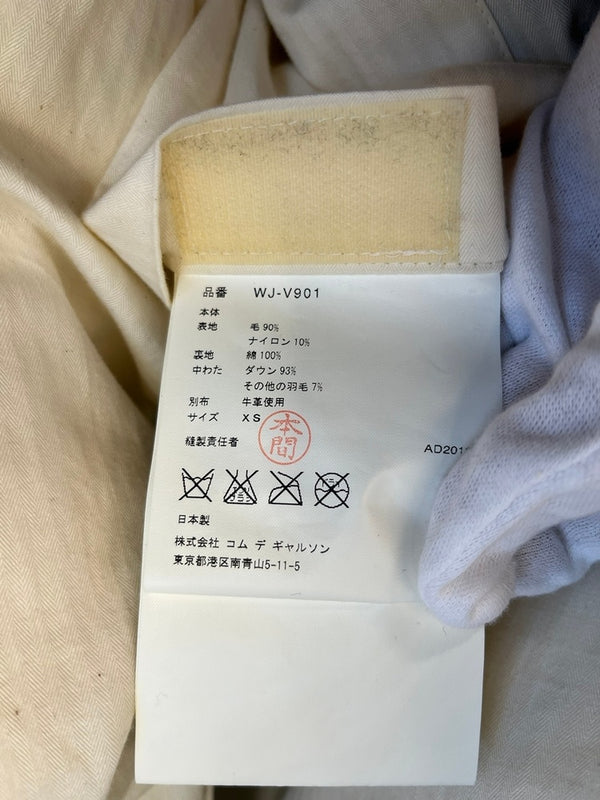 品番 WJ-V901
本体
表地 毛 90%
ナイロン 10%
裏地 綿 100%
中わた ダウン 93%
その他の羽毛 7%
別布 牛革使用
サイズ XS
本間
縫製責任者
AD201
日本製
株式会社 コム デ ギャルソン
東京都港区南青山5-11-5